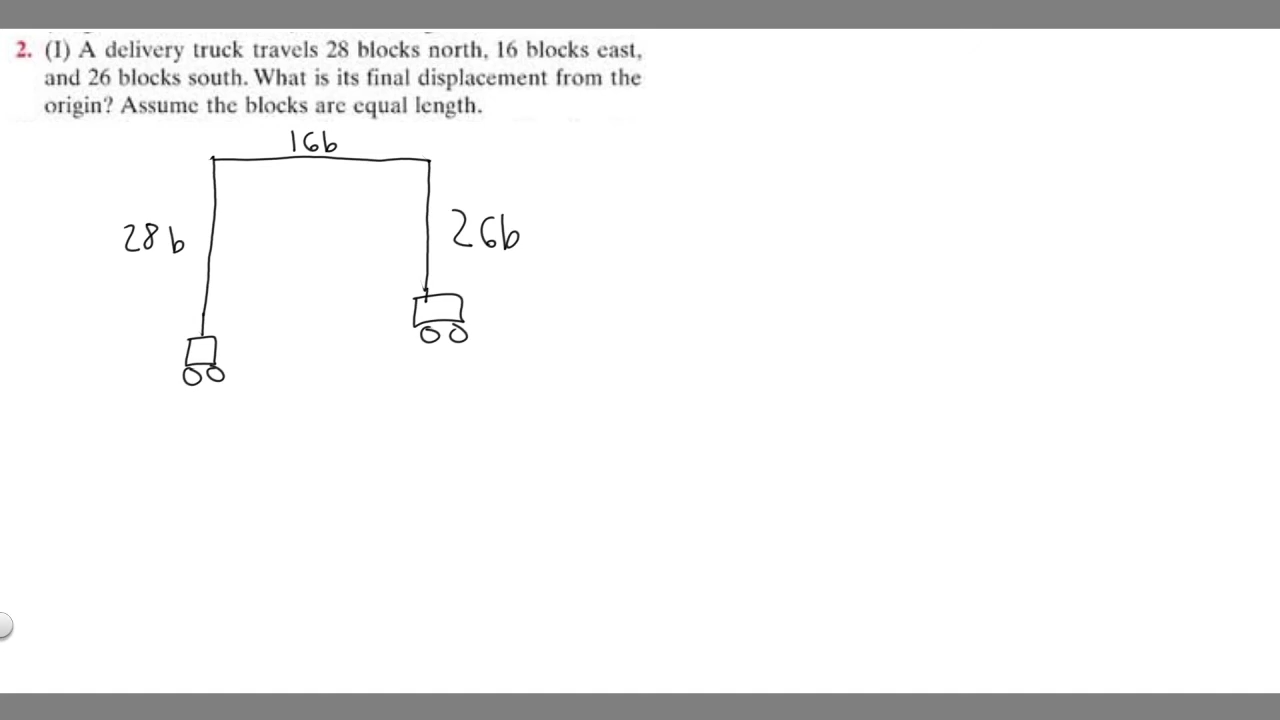 2. (I) A delivery truck travels 28 blocks north, 16 blocks east,
and 26 blocks south. What is its final displacement from the
origin? Assume the blocks are equal length.
16b
28b
26b